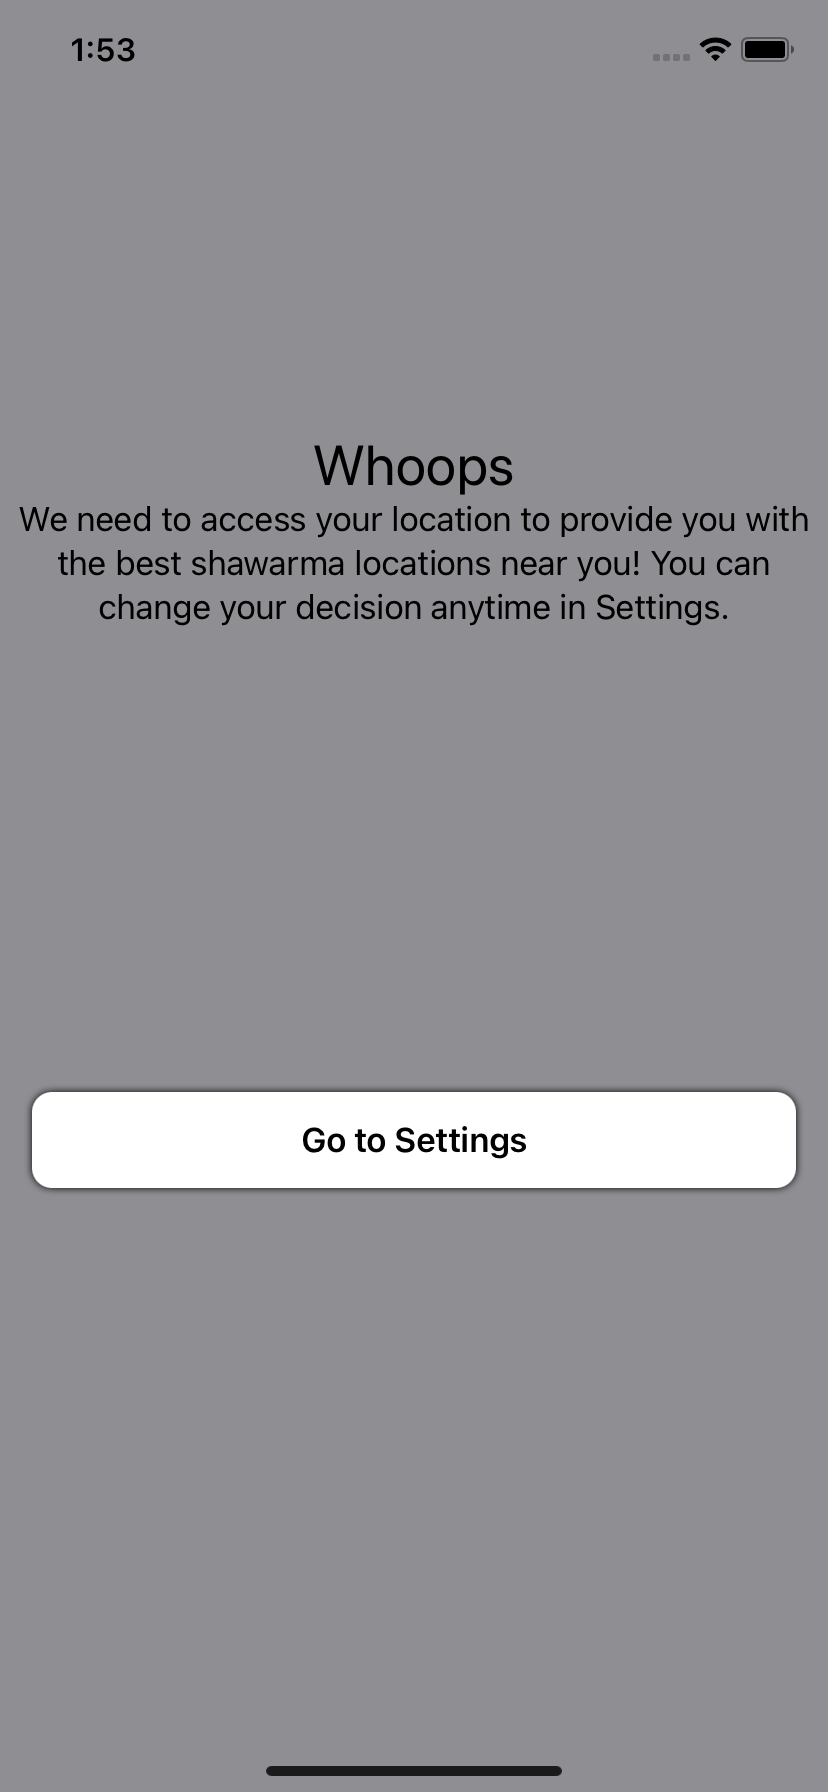 1:53
Whoops
We need to access your location to provide you with
the best shawarma locations near you! You can
change your decision anytime in Settings.
Go to Settings